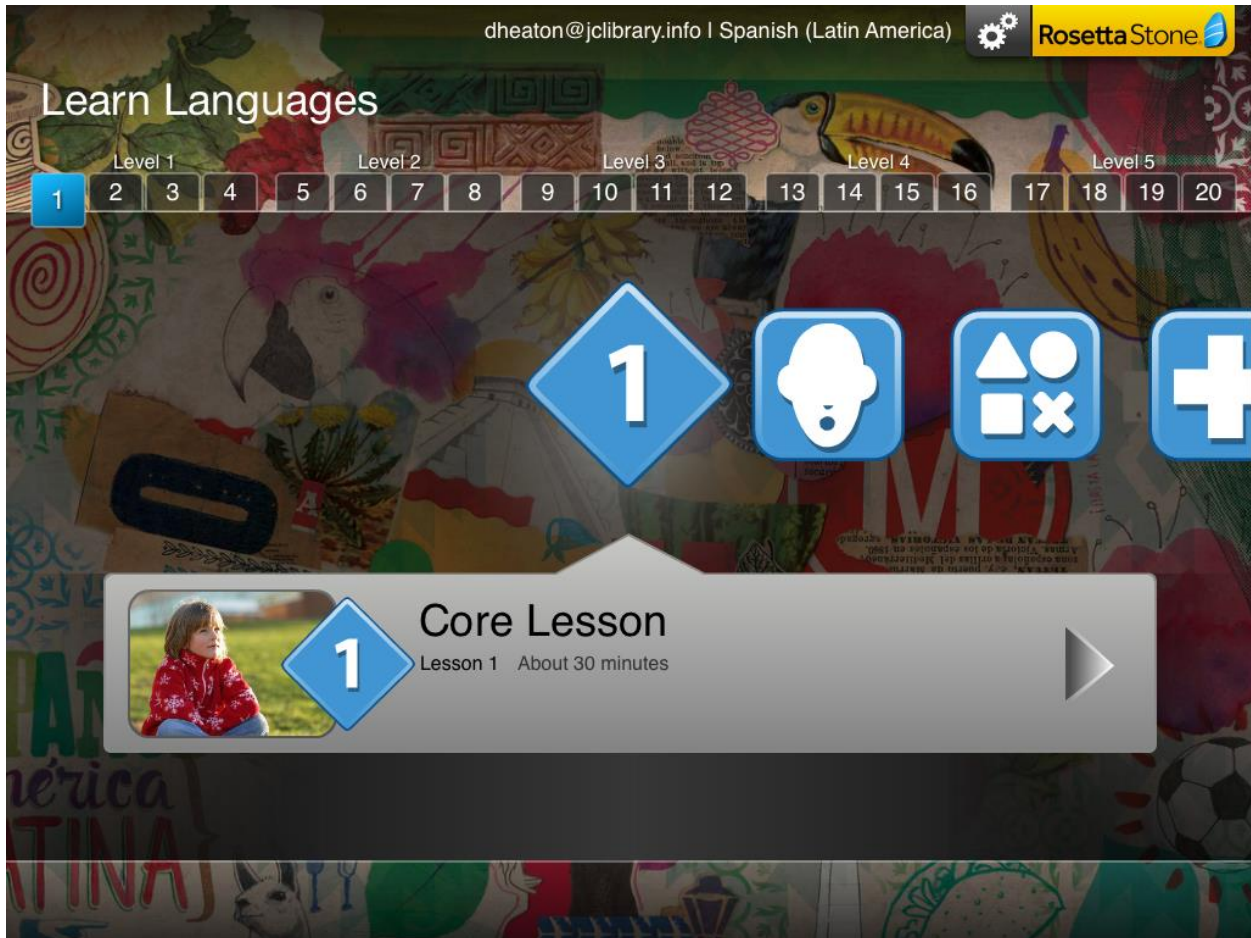 dheaton@jclibrary.info | Spanish (Latin America)
Rosetta Stone
Learn Languages
Level 1 Level 2 Level 3 Level 4 Level 5
1 2 3 4 5 6 7 8 9 10 11 12 13 14 15 16 17 18 19 20
1
M
A
Core Lesson
1
Lesson 1 About 30 minutes
érica
TINA